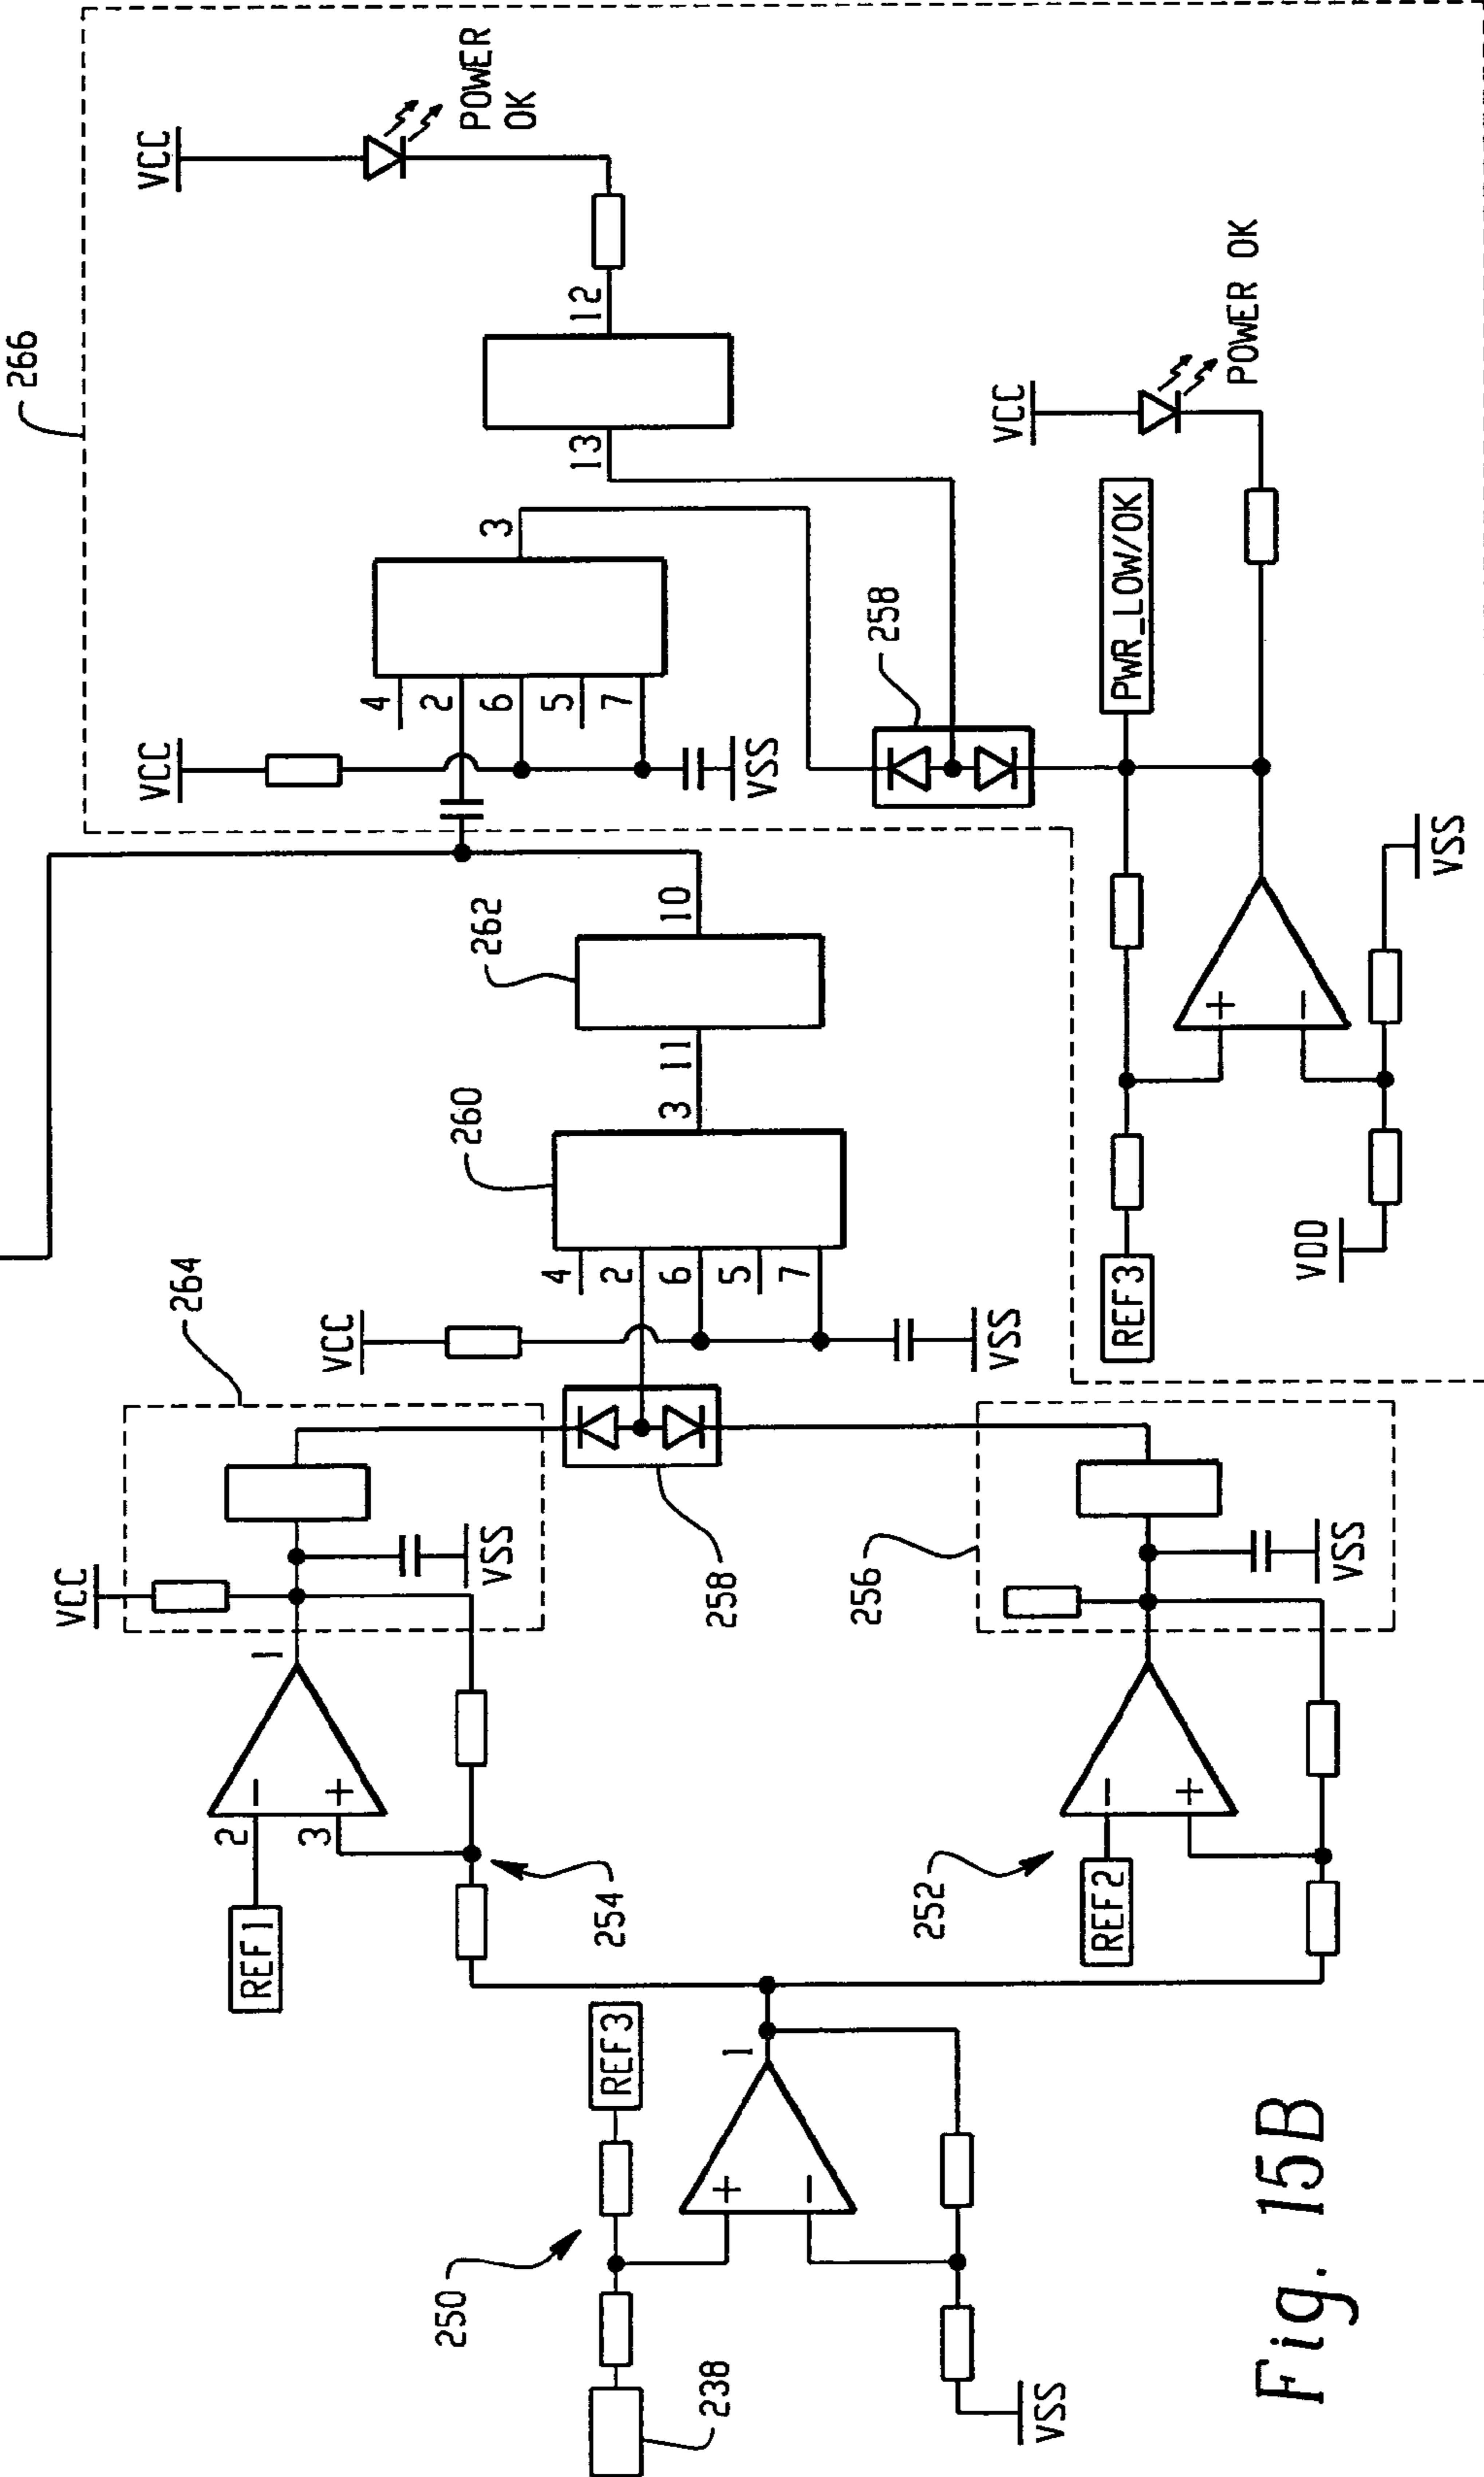 238
250
REF3
+
−
1
VSS
REF1
2
−
3
+
1
254
VCC
VSS
264
252
REF2
−
+
256
VSS
258
VCC
4
2
6
5
7
VSS
260
3
11
262
10
266
VCC
4
2
6
5
7
VSS
3
13
12
VCC
POWER
OK
258
REF3
VDD
+
−
VSS
PWR_LOW/OK
VCC
POWER OK
Fig. 15B